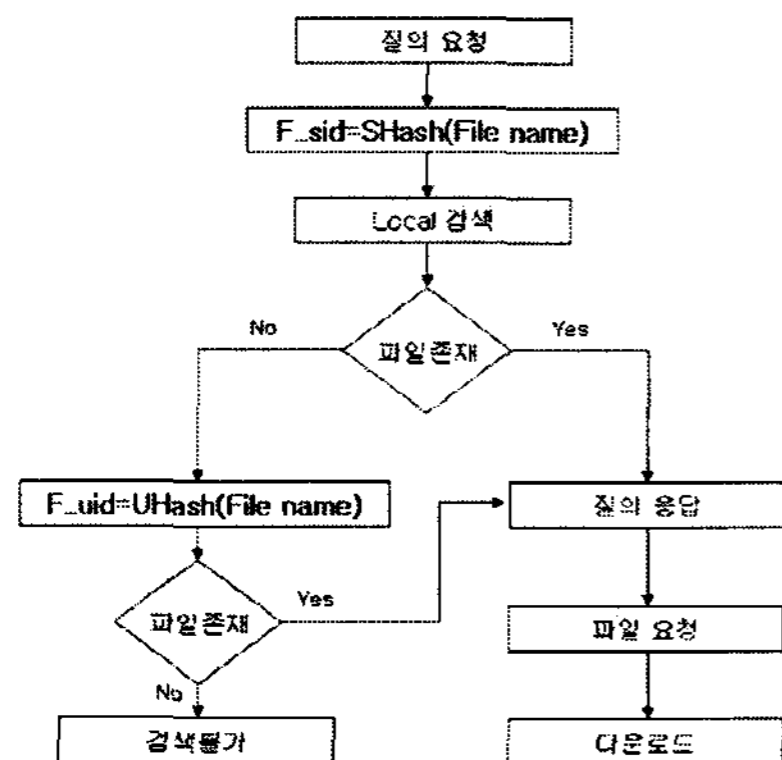 질의 요청
F_sid=SHash(File name)
Local 검색
파일존재
No
Yes
F_uid=UHash(File name)
질의 응답
파일존재
Yes
파일 요청
No
검색불가
다운로드